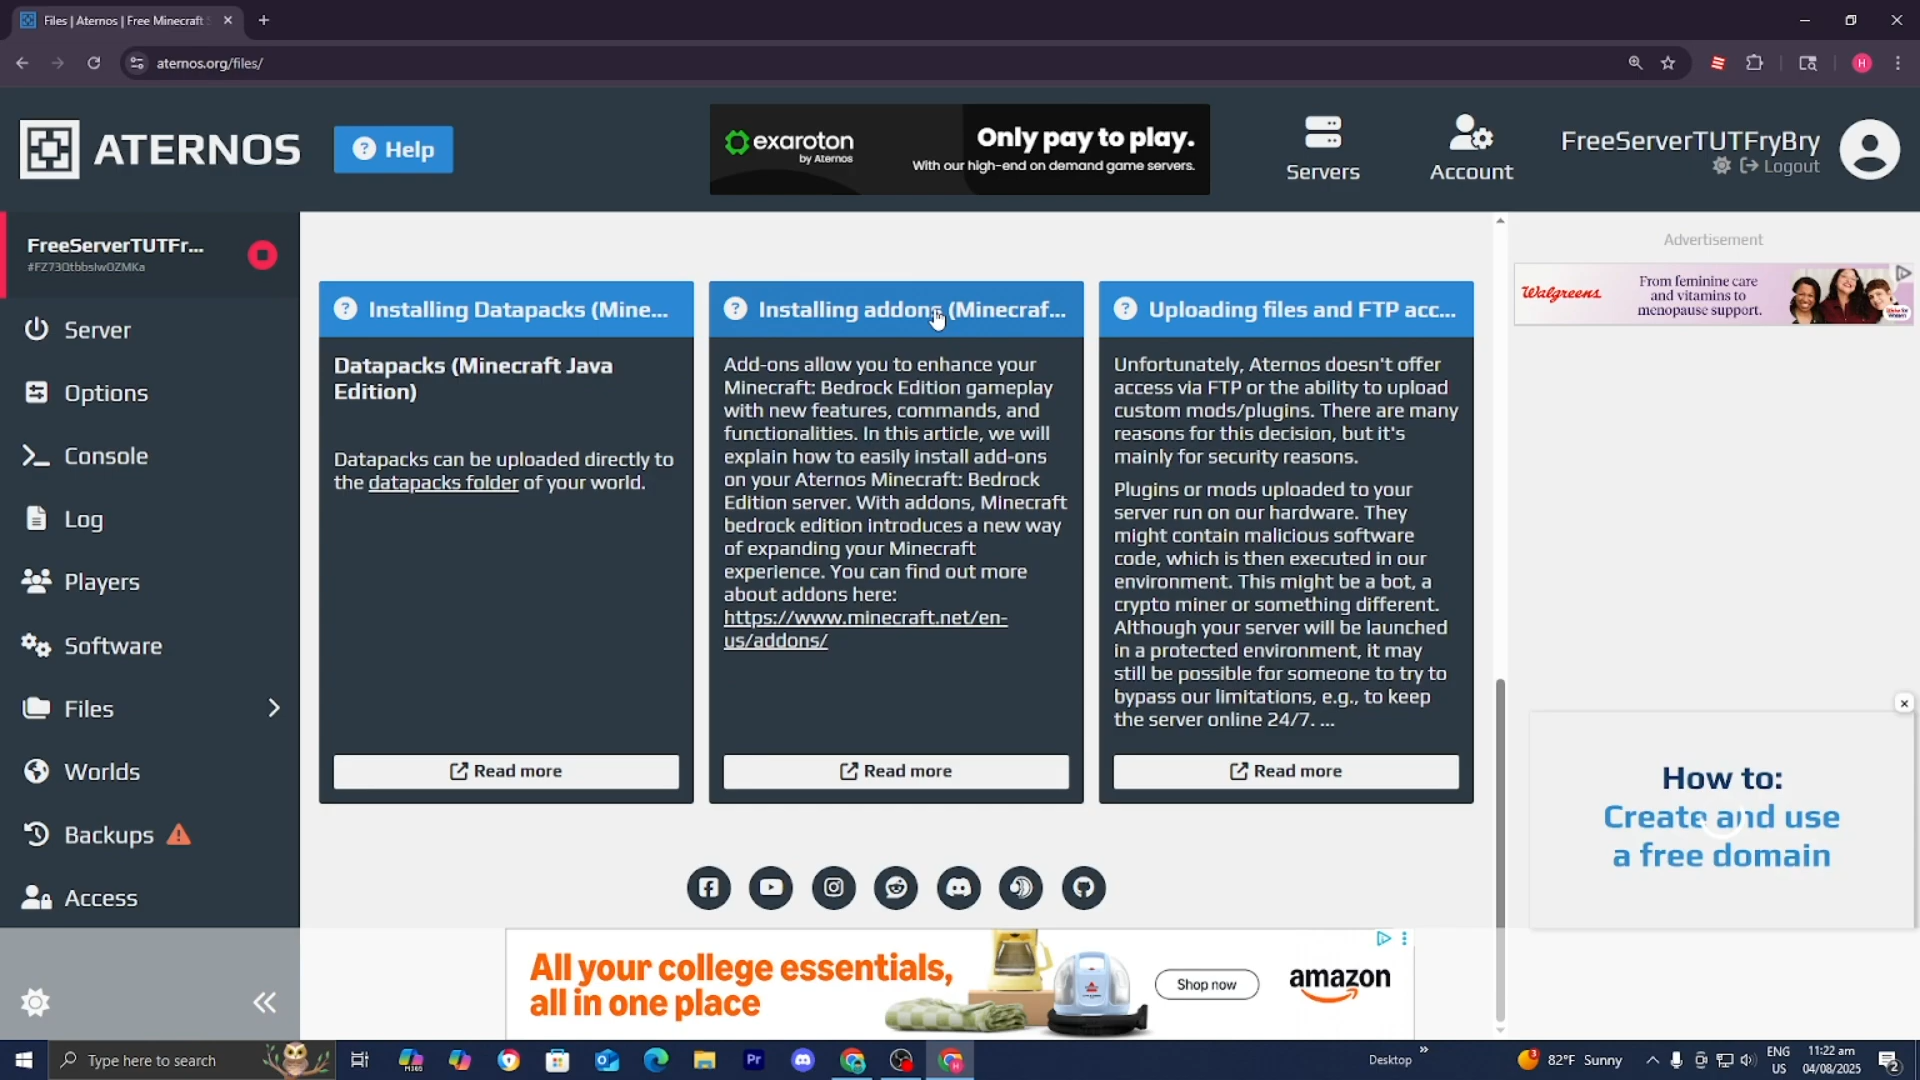 Files | Aternos | Free Minecraft S
aternos.org/files/
H
ATERNOS
Help
exaroton
by Aternos
Only pay to play.
With our high-end on demand game servers.
Servers
Account
FreeServerTUTFryBry
Logout
FreeServerTUTFr...
#FZ73QtbbsIwOZMKa
Server
Options
Console
Log
Players
Software
Files
Worlds
Backups
Access
Installing Datapacks (Mine...
Datapacks (Minecraft Java
Edition)
Datapacks can be uploaded directly to
the datapacks folder of your world.
Read more
Installing addons (Minecraf...
Add-ons allow you to enhance your
Minecraft: Bedrock Edition gameplay
with new features, commands, and
functionalities. In this article, we will
explain how to easily install add-ons
on your Aternos Minecraft: Bedrock
Edition server. With addons, Minecraft
bedrock edition introduces a new way
of expanding your Minecraft
experience. You can find out more
about addons here:
https://www.minecraft.net/en-
us/addons/
Read more
Uploading files and FTP acc...
Unfortunately, Aternos doesn't offer
access via FTP or the ability to upload
custom mods/plugins. There are many
reasons for this decision, but it's
mainly for security reasons.
Plugins or mods uploaded to your
server run on our hardware. They
might contain malicious software
code, which is then executed in our
environment. This might be a bot, a
crypto miner or something different.
Although your server will be launched
in a protected environment, it may
still be possible for someone to try to
bypass our limitations, e.g., to keep
the server online 24/7. ...
Read more
Advertisement
Walgreens
From feminine care
and vitamins to
menopause support.
How to:
Create and use
a free domain
All your college essentials,
all in one place
Shop now
amazon
Type here to search
Pr
Desktop
82°F Sunny
ENG
US
11:22 am
04/08/2025